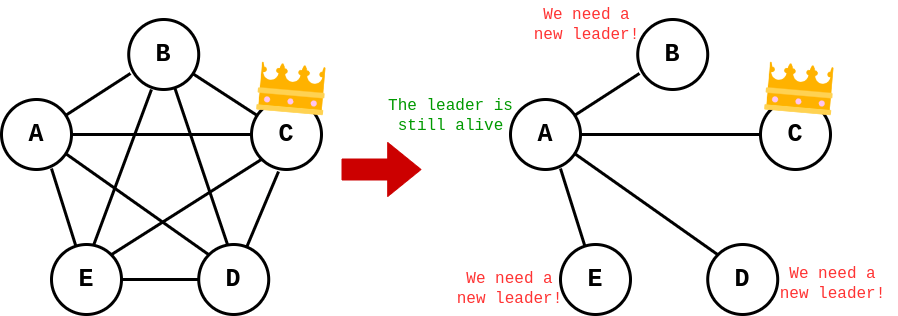 B
A
C
E
D
The leader is
still alive
We need a
new leader!
B
A
C
We need a
new leader!
E
D
We need a
new leader!